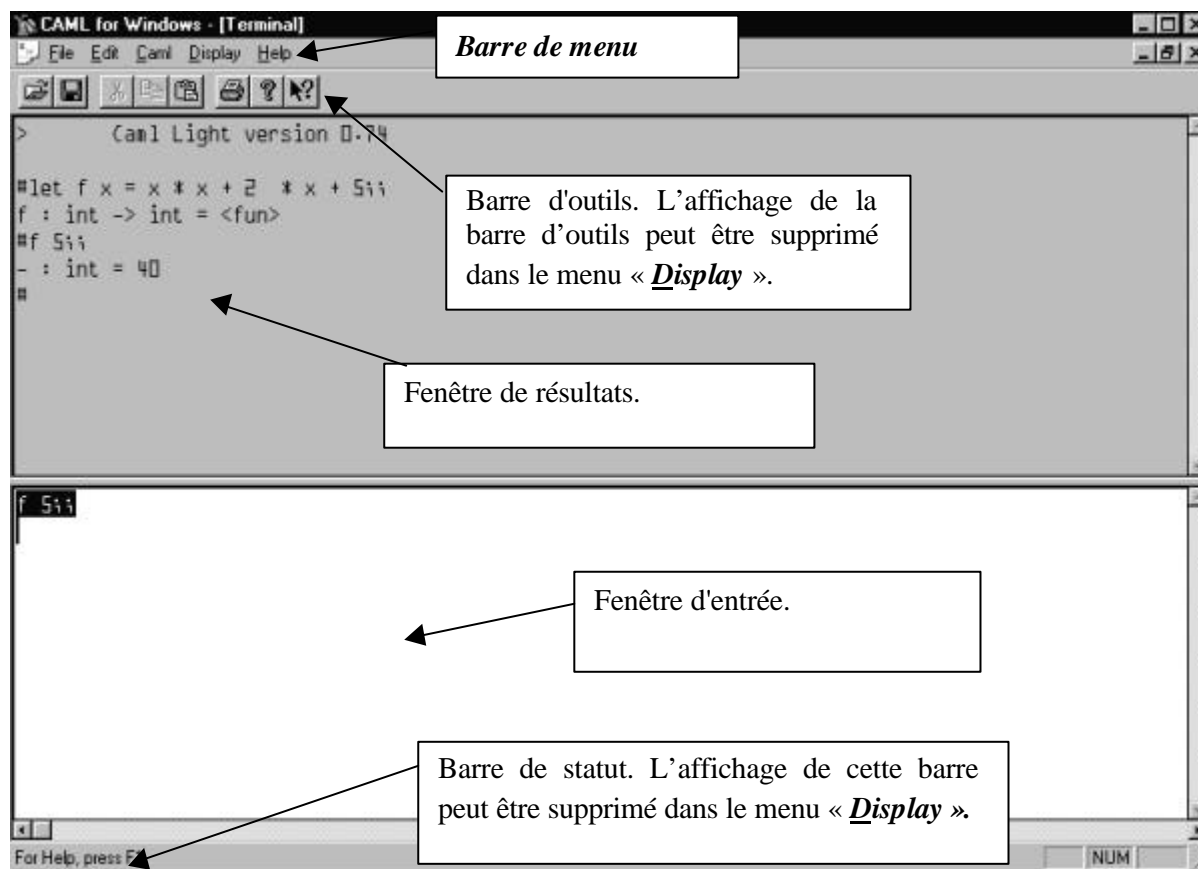 CAML for Windows - [Terminal]
File Edit Caml Display Help
Barre de menu
> Caml Light version 0.74
#let f x = x * x + 2 * x + 5;;
f : int -> int = <fun>
#f 5;;
- : int = 40
#
Barre d'outils. L'affichage de la
barre d'outils peut être supprimé
dans le menu « Display ».
Fenêtre de résultats.
f 5;;
Fenêtre d'entrée.
Barre de statut. L'affichage de cette barre
peut être supprimé dans le menu « Display ».
For Help, press
NUM